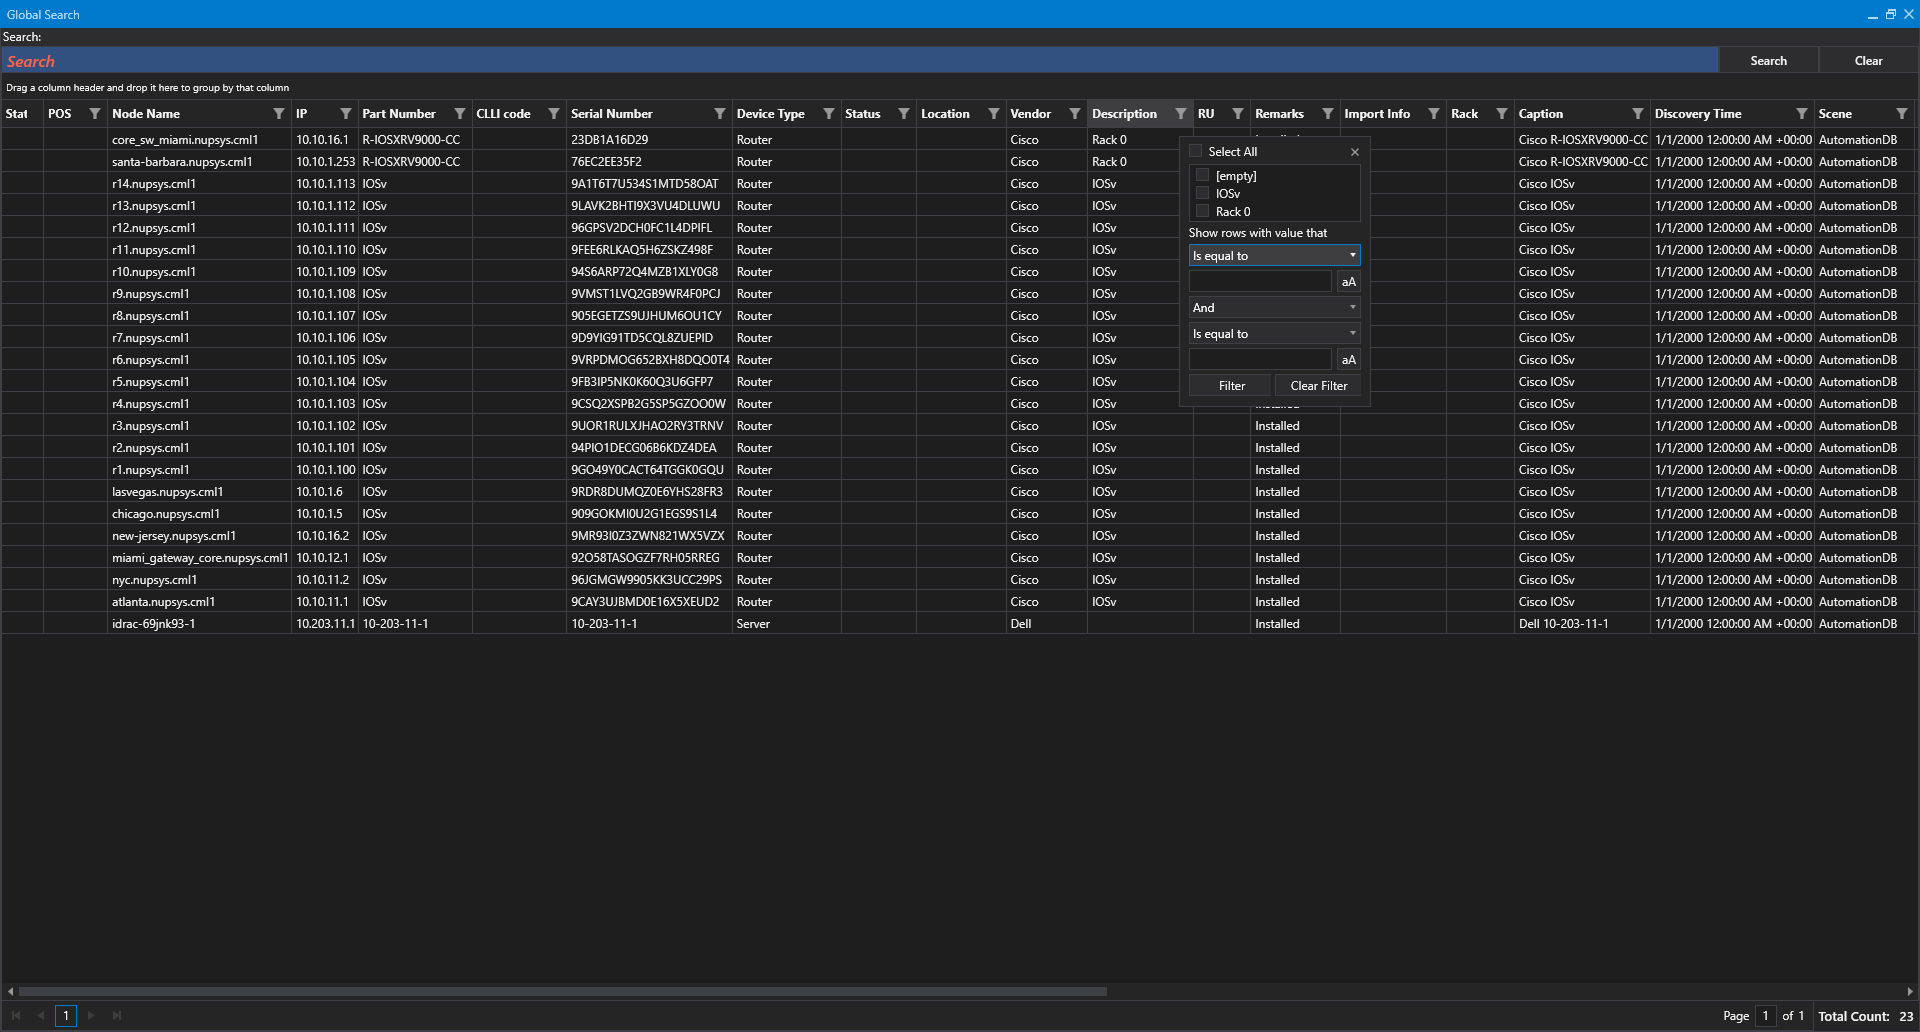 Global Search
Search:
Search Search Clear
Drag a column header and drop it here to group by that column
Stat POS Node Name IP Part Number CLLI code Serial Number Device Type Status Location Vendor Description RU Remarks Import Info Rack Caption Discovery Time Scene
core_sw_miami.nupsys.cml1 10.10.16.1 R-IOSXRV9000-CC 23DB1A16D29 Router Cisco Rack 0 Cisco R-IOSXRV9000-CC 1/1/2000 12:00:00 AM +00:00 AutomationDB
santa-barbara.nupsys.cml1 10.10.1.253 R-IOSXRV9000-CC 76EC2EE35F2 Router Cisco Rack 0 Cisco R-IOSXRV9000-CC 1/1/2000 12:00:00 AM +00:00 AutomationDB
r14.nupsys.cml1 10.10.1.113 IOSv 9A1T6T7U534S1MTD58OAT Router Cisco IOSv Cisco IOSv 1/1/2000 12:00:00 AM +00:00 AutomationDB
r13.nupsys.cml1 10.10.1.112 IOSv 9LAVK2BHTI9X3VU4DLUWU Router Cisco IOSv Cisco IOSv 1/1/2000 12:00:00 AM +00:00 AutomationDB
r12.nupsys.cml1 10.10.1.111 IOSv 96GPSV2DCH0FC1L4DPIFL Router Cisco IOSv Cisco IOSv 1/1/2000 12:00:00 AM +00:00 AutomationDB
r11.nupsys.cml1 10.10.1.110 IOSv 9FEE6RLKAQ5H6ZSKZ498F Router Cisco IOSv Cisco IOSv 1/1/2000 12:00:00 AM +00:00 AutomationDB
r10.nupsys.cml1 10.10.1.109 IOSv 94S6ARP72Q4MZB1XLY0G8 Router Cisco IOSv Cisco IOSv 1/1/2000 12:00:00 AM +00:00 AutomationDB
r9.nupsys.cml1 10.10.1.108 IOSv 9VMST1LVQ2GB9WR4F0PCJ Router Cisco IOSv Cisco IOSv 1/1/2000 12:00:00 AM +00:00 AutomationDB
r8.nupsys.cml1 10.10.1.107 IOSv 905EGETZS9UJHUM6OU1CY Router Cisco IOSv Cisco IOSv 1/1/2000 12:00:00 AM +00:00 AutomationDB
r7.nupsys.cml1 10.10.1.106 IOSv 9D9YIG91TD5CQL8ZUEPID Router Cisco IOSv Cisco IOSv 1/1/2000 12:00:00 AM +00:00 AutomationDB
r6.nupsys.cml1 10.10.1.105 IOSv 9VRPDMOG652BXH8DQO0T4 Router Cisco IOSv Cisco IOSv 1/1/2000 12:00:00 AM +00:00 AutomationDB
r5.nupsys.cml1 10.10.1.104 IOSv 9FB3IP5NK0K60Q3U6GFP7 Router Cisco IOSv Cisco IOSv 1/1/2000 12:00:00 AM +00:00 AutomationDB
r4.nupsys.cml1 10.10.1.103 IOSv 9CSQ2XSPB2G5SP5GZOO0W Router Cisco IOSv Cisco IOSv 1/1/2000 12:00:00 AM +00:00 AutomationDB
r3.nupsys.cml1 10.10.1.102 IOSv 9UOR1RULXJHAO2RY3TRNV Router Cisco IOSv Installed Cisco IOSv 1/1/2000 12:00:00 AM +00:00 AutomationDB
r2.nupsys.cml1 10.10.1.101 IOSv 94PIO1DECG06B6KDZ4DEA Router Cisco IOSv Installed Cisco IOSv 1/1/2000 12:00:00 AM +00:00 AutomationDB
r1.nupsys.cml1 10.10.1.100 IOSv 9GO49Y0CACT64TGGK0GQU Router Cisco IOSv Installed Cisco IOSv 1/1/2000 12:00:00 AM +00:00 AutomationDB
lasvegas.nupsys.cml1 10.10.1.6 IOSv 9RDR8DUMQZ0E6YHS28FR3 Router Cisco IOSv Installed Cisco IOSv 1/1/2000 12:00:00 AM +00:00 AutomationDB
chicago.nupsys.cml1 10.10.1.5 IOSv 909GOKMI0U2G1EGS9S1L4 Router Cisco IOSv Installed Cisco IOSv 1/1/2000 12:00:00 AM +00:00 AutomationDB
new-jersey.nupsys.cml1 10.10.16.2 IOSv 9MR93I0Z3ZWN821WX5VZX Router Cisco IOSv Installed Cisco IOSv 1/1/2000 12:00:00 AM +00:00 AutomationDB
miami_gateway_core.nupsys.cml1 10.10.12.1 IOSv 92O58TASOGZF7RH05RREG Router Cisco IOSv Installed Cisco IOSv 1/1/2000 12:00:00 AM +00:00 AutomationDB
nyc.nupsys.cml1 10.10.11.2 IOSv 96JGMGW9905KK3UCC29PS Router Cisco IOSv Installed Cisco IOSv 1/1/2000 12:00:00 AM +00:00 AutomationDB
atlanta.nupsys.cml1 10.10.11.1 IOSv 9CAY3UJBMD0E16X5XEUD2 Router Cisco IOSv Installed Cisco IOSv 1/1/2000 12:00:00 AM +00:00 AutomationDB
idrac-69jnk93-1 10.203.11.1 10-203-11-1 10-203-11-1 Server Dell Installed Dell 10-203-11-1 1/1/2000 12:00:00 AM +00:00 AutomationDB
Select All
[empty]
IOSv
Rack 0
Show rows with value that
Is equal to
aA
And
Is equal to
aA
Filter Clear Filter
1 Page 1 of 1 Total Count: 23